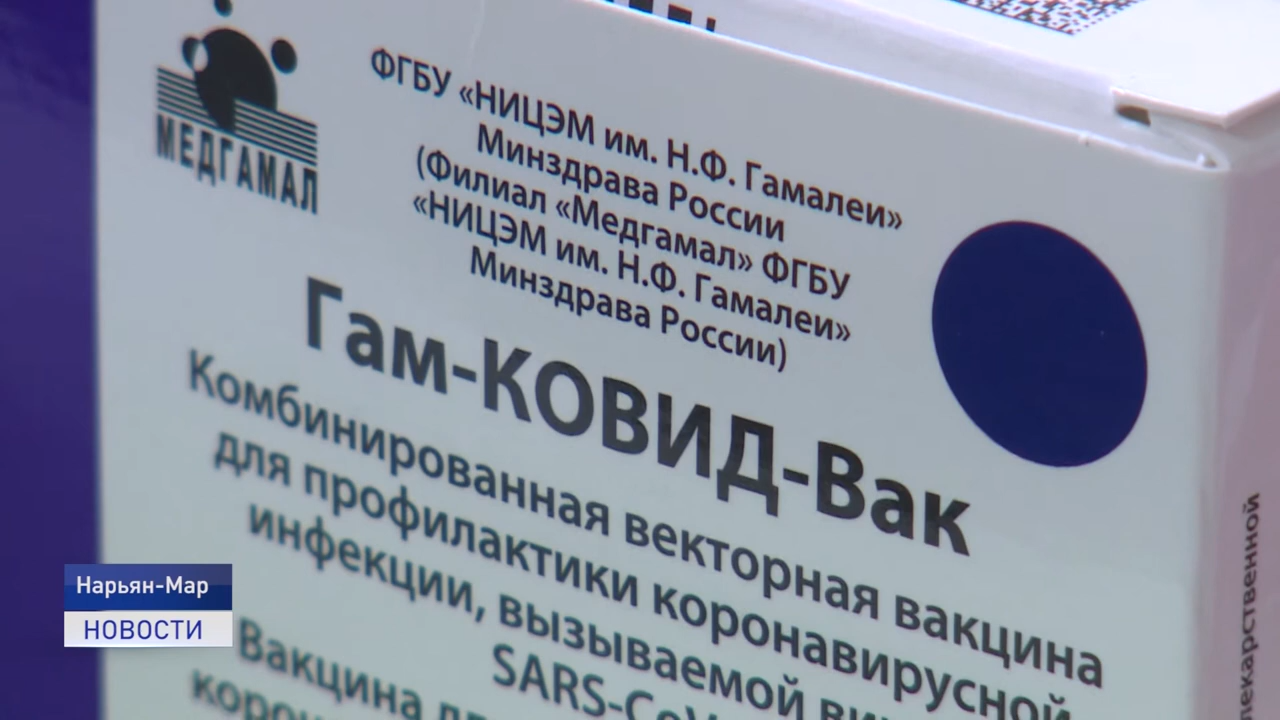 МЕДГАМАЛ
ФГБУ «НИЦЭМ им. Н.Ф. Гамалеи»
Минздрава России
(Филиал «Медгамал» ФГБУ
«НИЦЭМ им. Н.Ф. Гамалеи»
Минздрава России)
Гам-КОВИД-Вак
Комбинированная векторная вакцина
для профилактики коронавирусной
инфекции, вызываемой
SARS-CoV
Вакцина
Нарьян-Мар
НОВОСТИ